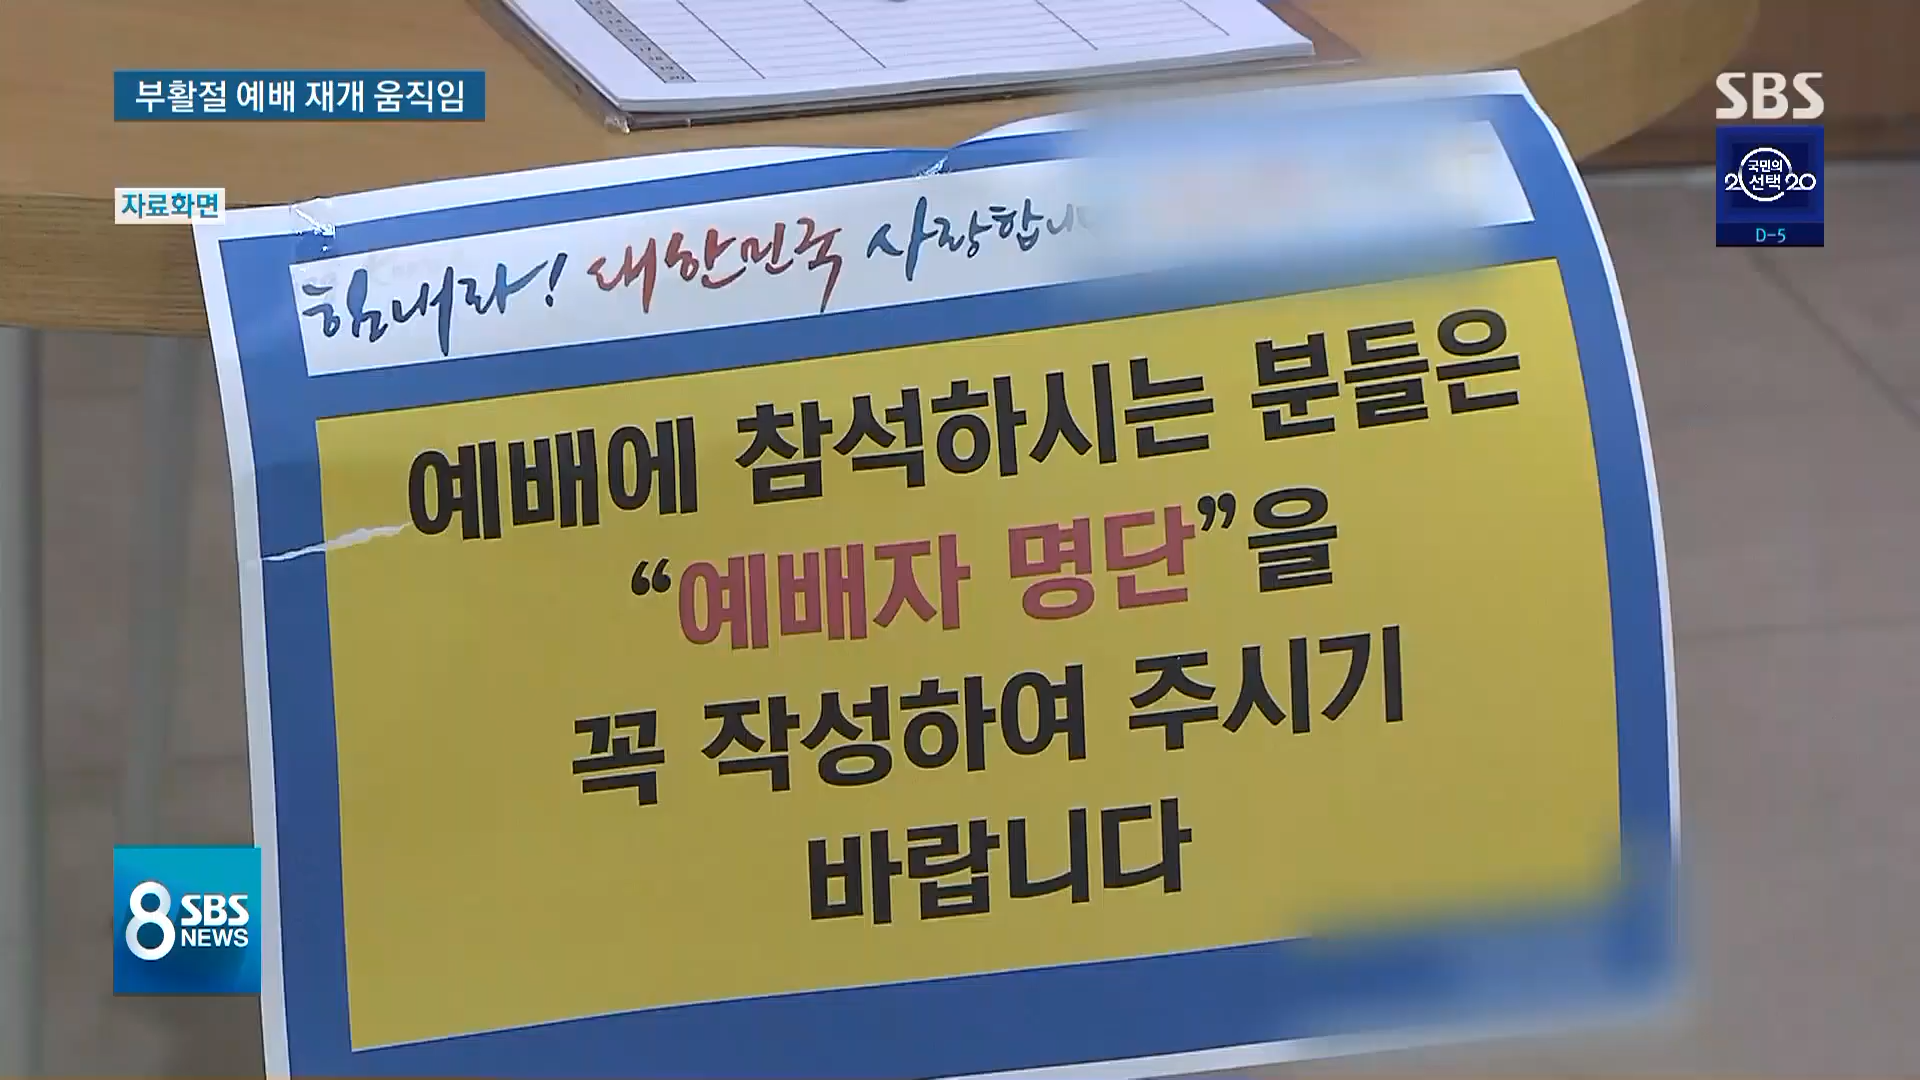 부활절 예배 재개 움직임
SBS
국민의
2020
선택
D-5
자료화면
힘내라! 대한민국 사랑합니다
예배에 참석하시는 분들은
“예배자 명단”을
꼭 작성하여 주시기
바랍니다
8 SBS
NEWS